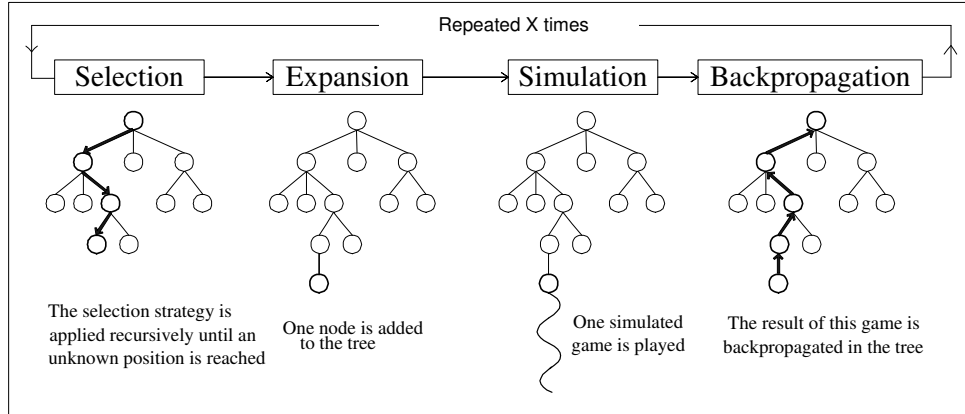 Repeated X times
Selection
Expansion
Simulation
Backpropagation
The selection strategy is
applied recursively until an
unknown position is reached
One node is added
to the tree
One simulated
game is played
The result of this game is
backpropagated in the tree